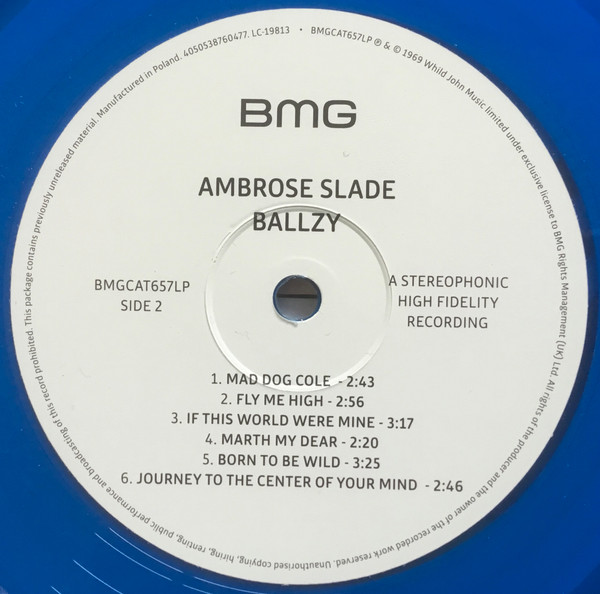 BMG
AMBROSE SLADE
BALLZY
BMGCAT657LP
SIDE 2
A STEREOPHONIC
HIGH FIDELITY
RECORDING
1. MAD DOG COLE - 2:43
2. FLY ME HIGH - 2:56
3. IF THIS WORLD WERE MINE - 3:17
4. MARTH MY DEAR - 2:20
5. BORN TO BE WILD - 3:25
6. JOURNEY TO THE CENTER OF YOUR MIND - 2:46
This package contains previously unreleased material. Manufactured in Poland. 4050538760477. LC-19813 • BMGCAT657LP ℗ & © 1969 Whild John Music limited under exclusive license to BMG Rights Management (UK) Ltd. All rights of the producer and the owner of the recorded work reserved. Unauthorised copying, hiring, renting, public performance and broadcasting of this record prohibited.